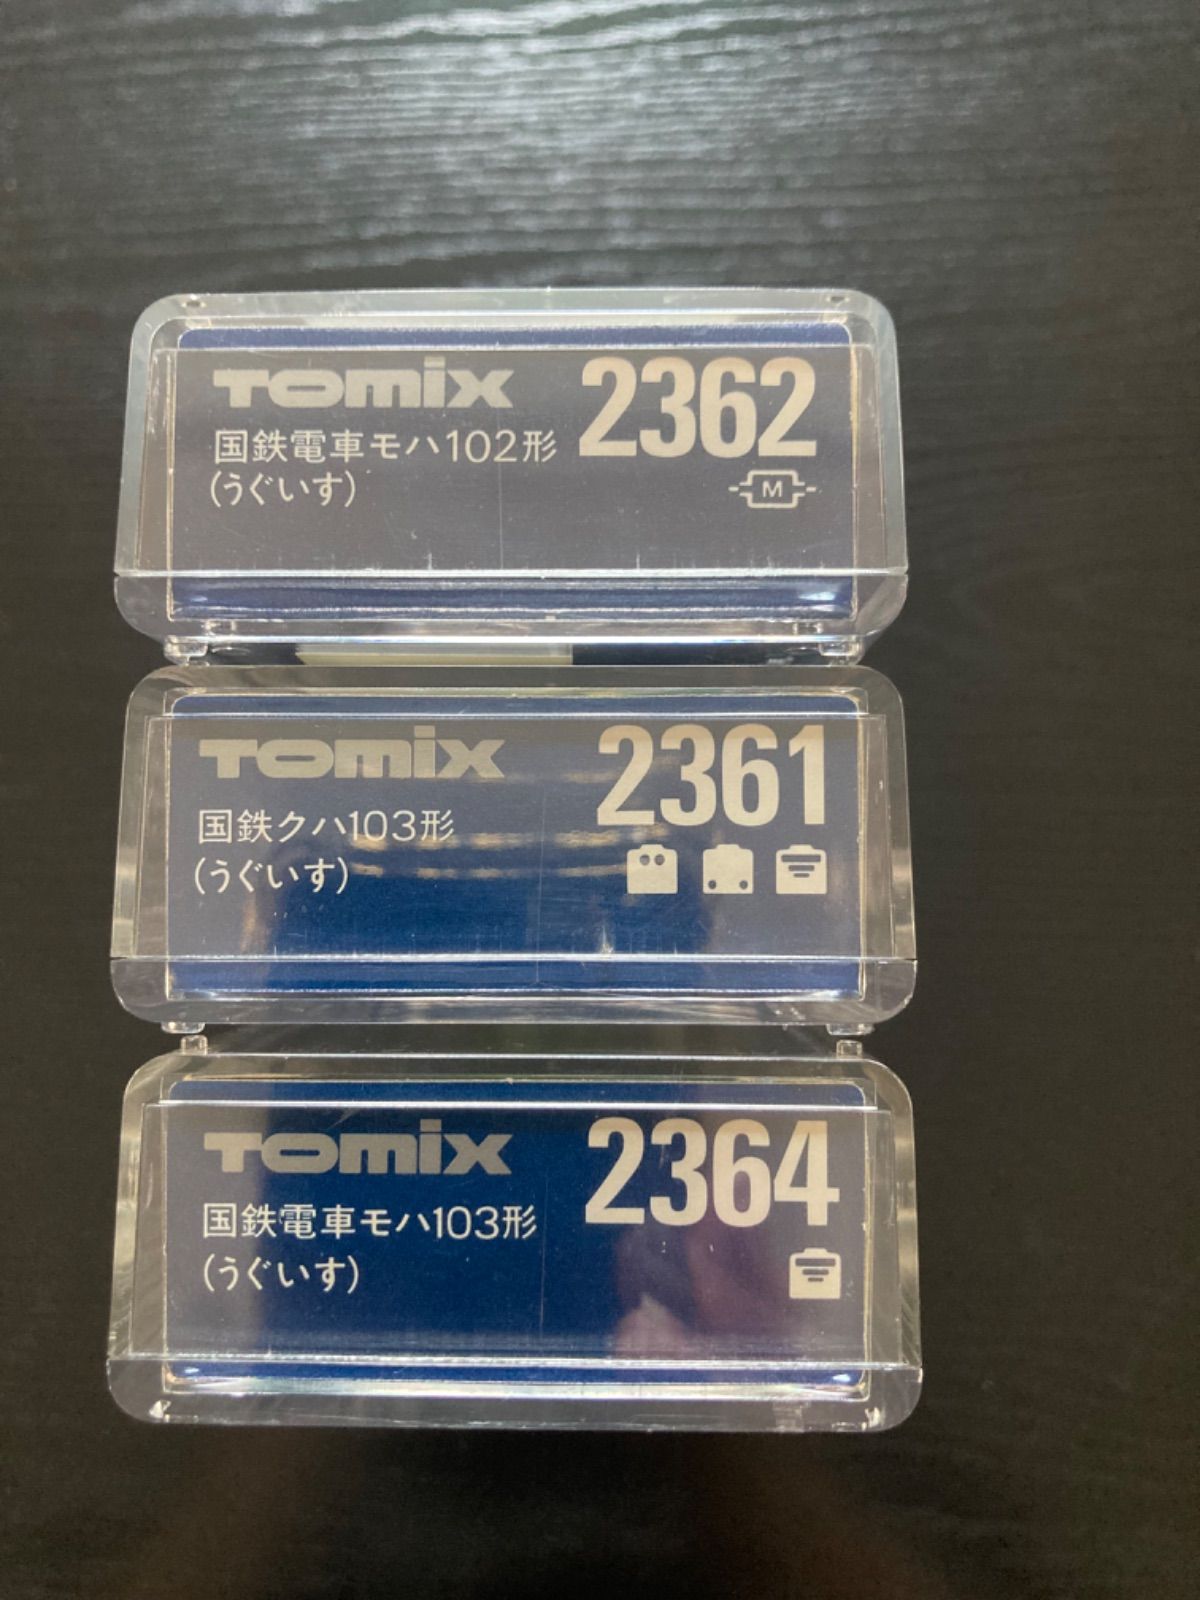 TOMIX 2362
国鉄電車モハ102形
(うぐいす)
M
TOMIX 2361
国鉄クハ103形
(うぐいす)
TOMIX 2364
国鉄電車モハ103形
(うぐいす)